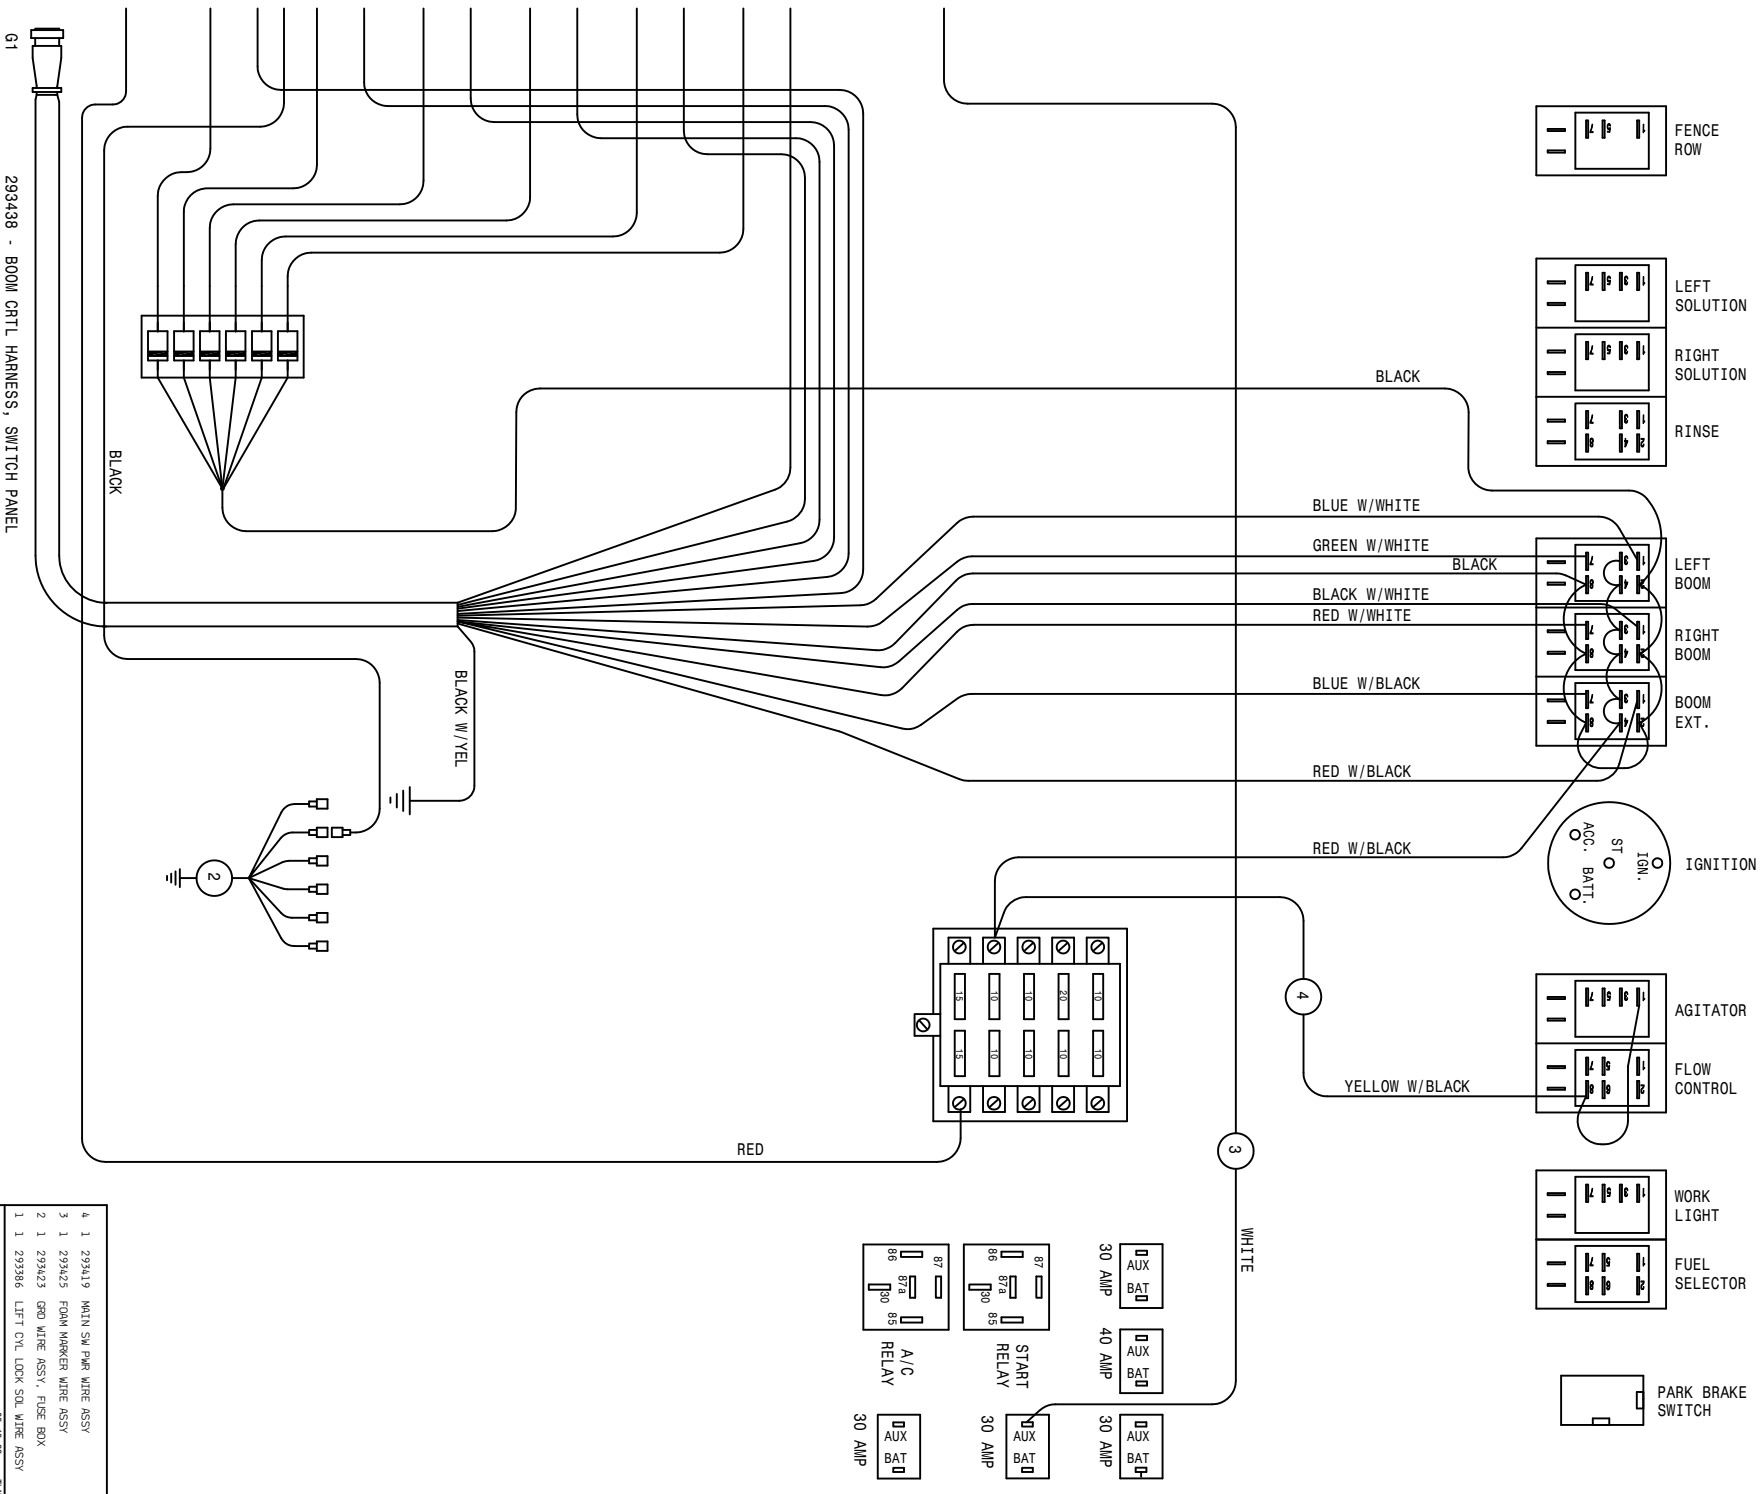 FENCE
ROW
LEFT
SOLUTION
RIGHT
SOLUTION
RINSE
LEFT
BOOM
RIGHT
BOOM
BOOM
EXT.
IGNITION
IGN.
ST
ACC.
BATT.
AGITATOR
FLOW
CONTROL
WORK
LIGHT
FUEL
SELECTOR
PARK BRAKE
SWITCH
BLACK
BLUE W/WHITE
GREEN W/WHITE
BLACK
BLACK W/WHITE
RED W/WHITE
BLUE W/BLACK
RED W/BLACK
RED W/BLACK
YELLOW W/BLACK
RED
WHITE
BLACK
BLACK W/YEL
2
3
4
15 10 10 20 10
15 10 10 10
86 87 87a 30 85
A/C
RELAY
86 87 87a 30 85
START
RELAY
AUX
BAT
30 AMP
AUX
BAT
40 AMP
AUX
BAT
30 AMP
AUX
BAT
30 AMP
AUX
BAT
30 AMP
G1
293438 - BOOM CRTL HARNESS, SWITCH PANEL
4 1 293419 MAIN SW PWR WIRE ASSY
3 1 293425 FOAM MARKER WIRE ASSY
2 1 293423 GRD WIRE ASSY, FUSE BOX
1 1 293386 LIFT CYL LOCK SOL WIRE ASSY